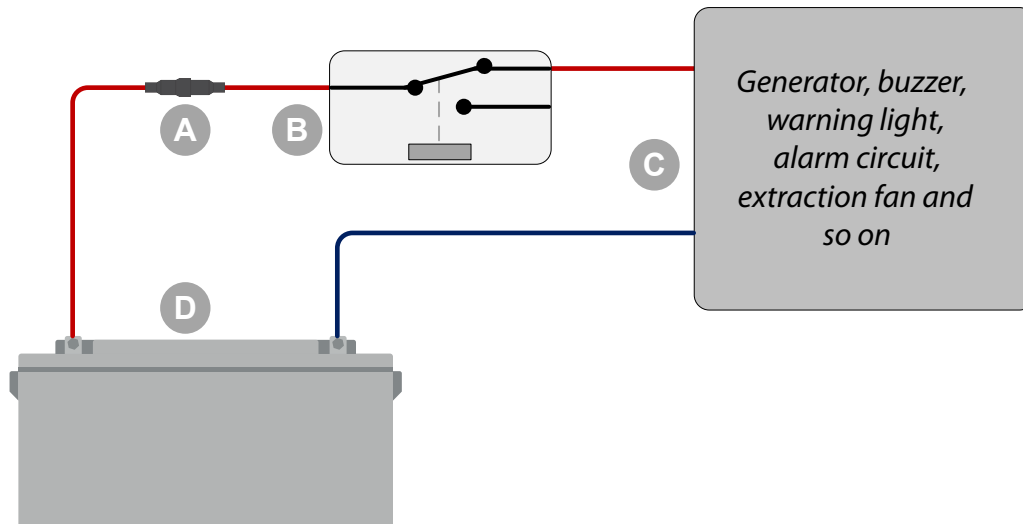 Generator, buzzer,
warning light,
alarm circuit,
extraction fan and
so on
A
B
C
D